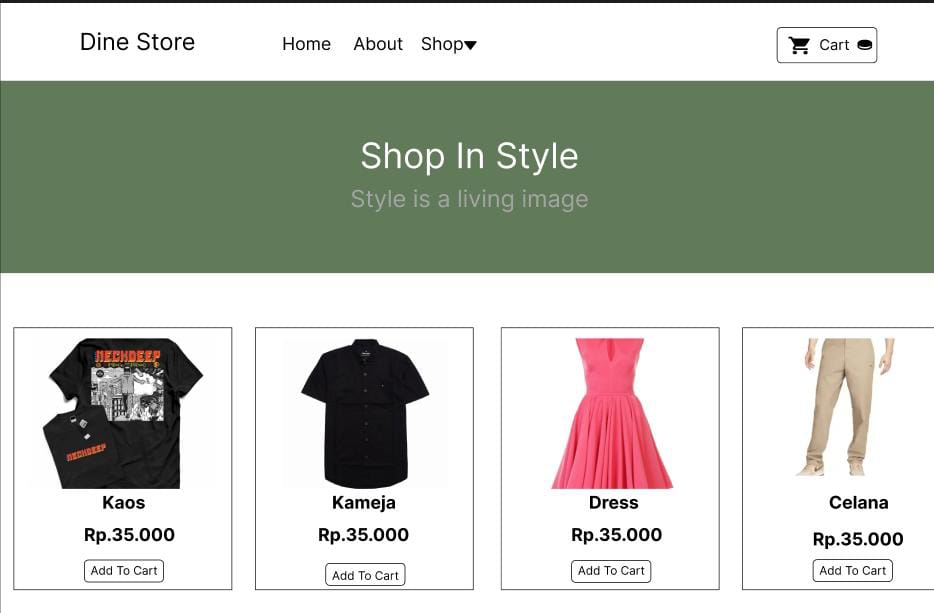 Dine Store
Home About Shop
Cart
Shop In Style
Style is a living image
NECKDEEP
NECKDEEP
Kaos
Kameja
Dress
Celana
Rp.35.000
Rp.35.000
Rp.35.000
Rp.35.000
Add To Cart
Add To Cart
Add To Cart
Add To Cart